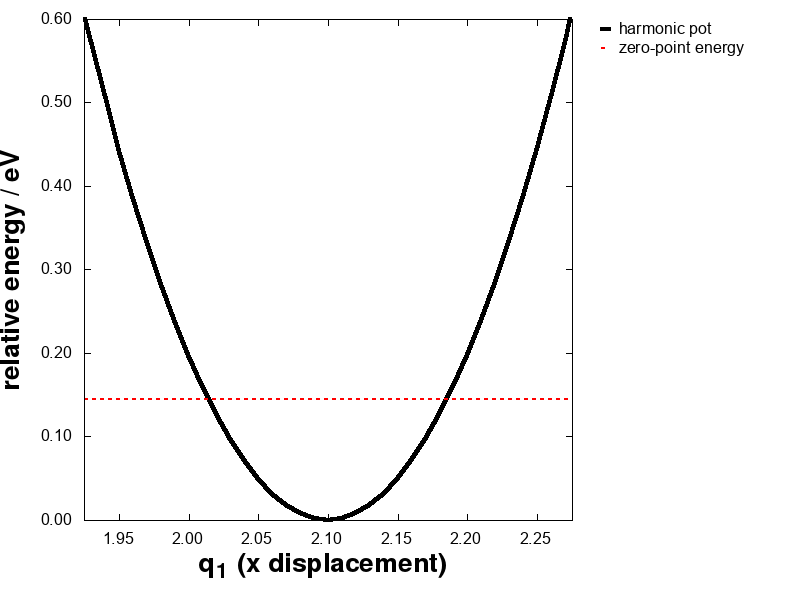 harmonic pot
zero-point energy
relative energy / eV
0.60
0.50
0.40
0.30
0.20
0.10
0.00
1.95 2.00 2.05 2.10 2.15 2.20 2.25
q1 (x displacement)